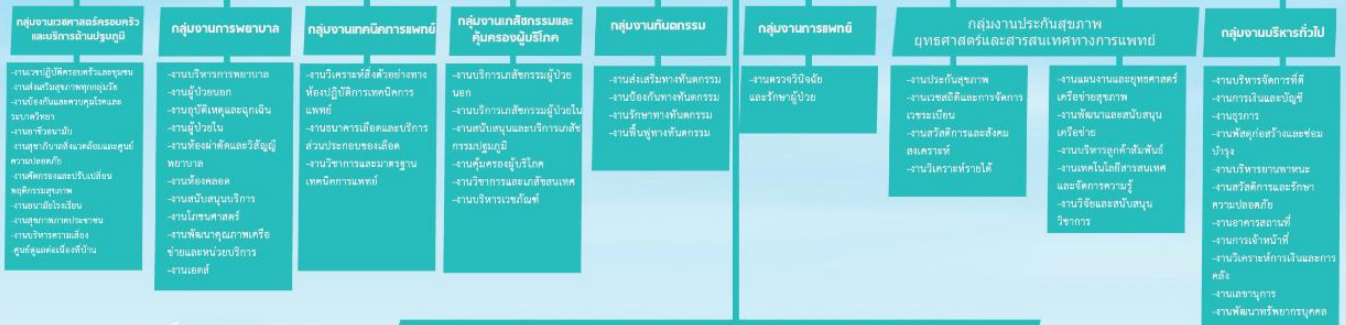 กลุ่มงานเวชศาสตร์ครอบครัว
และบริการด้านปฐมภูมิ
-งานเวชปฏิบัติครอบครัวและชุมชน
-งานส่งเสริมสุขภาพทุกกลุ่มวัย
-งานป้องกันและควบคุมโรคและ
ระบาดวิทยา
-งานอาชีวอนามัย
-งานสุขาภิบาลสิ่งแวดล้อมและศูนย์
ความปลอดภัย
-งานคัดกรองและปรับเปลี่ยน
พฤติกรรมสุขภาพ
-งานอนามัยโรงเรียน
-งานสุขภาพภาคประชาชน
-งานบริหารความเสี่ยง
-ศูนย์ดูแลต่อเนื่องที่บ้าน
กลุ่มงานการพยาบาล
-งานบริหารการพยาบาล
-งานผู้ป่วยนอก
-งานอุบัติเหตุและฉุกเฉิน
-งานผู้ป่วยใน
-งานห้องผ่าตัดและวิสัญญี
พยาบาล
-งานห้องคลอด
-งานสนับสนุนบริการ
-งานโภชนศาสตร์
-งานพัฒนาคุณภาพเครือ
ข่ายและหน่วยบริการ
-งานเอดส์
กลุ่มงานเทคนิคการแพทย์
-งานวิเคราะห์สิ่งตัวอย่างทาง
ห้องปฏิบัติการเทคนิคการ
แพทย์
-งานธนาคารเลือดและบริการ
ส่วนประกอบของเลือด
-งานวิชาการและมาตรฐาน
เทคนิคการแพทย์
กลุ่มงานเภสัชกรรมและ
คุ้มครองผู้บริโภค
-งานบริการเภสัชกรรมผู้ป่วย
นอก
-งานบริการเภสัชกรรมผู้ป่วยใน
-งานสนับสนุนและบริการเภสัช
กรรมปฐมภูมิ
-งานคุ้มครองผู้บริโภค
-งานวิชาการและเภสัชสนเทศ
-งานบริหารเวชภัณฑ์
กลุ่มงานทันตกรรม
-งานส่งเสริมทางทันตกรรม
-งานป้องกันทางทันตกรรม
-งานรักษาทางทันตกรรม
-งานฟื้นฟูทางทันตกรรม
กลุ่มงานการแพทย์
-งานตรวจวินิจฉัย
และรักษาผู้ป่วย
กลุ่มงานประกันสุขภาพ
ยุทธศาสตร์และสารสนเทศทางการแพทย์
-งานประกันสุขภาพ
-งานเวชสถิติและการจัดการ
เวชระเบียน
-งานสวัสดิการและสังคม
สงเคราะห์
-งานวิเคราะห์รายได้
-งานแผนงานและยุทธศาสตร์
เครือข่ายสุขภาพ
-งานพัฒนาและสนับสนุน
เครือข่าย
-งานบริหารลูกค้าสัมพันธ์
-งานเทคโนโลยีสารสนเทศ
และจัดการความรู้
-งานวิจัยและสนับสนุน
วิชาการ
กลุ่มงานบริหารทั่วไป
-งานบริหารจัดการที่ดี
-งานการเงินและบัญชี
-งานธุรการ
-งานพัสดุก่อสร้างและซ่อม
บำรุง
-งานบริหารยานพาหนะ
-งานสวัสดิการและรักษา
ความปลอดภัย
-งานอาคารสถานที่
-งานการเจ้าหน้าที่
-งานวิเคราะห์การเงินและการ
คลัง
-งานเลขานุการ
-งานพัฒนาทรัพยากรบุคคล